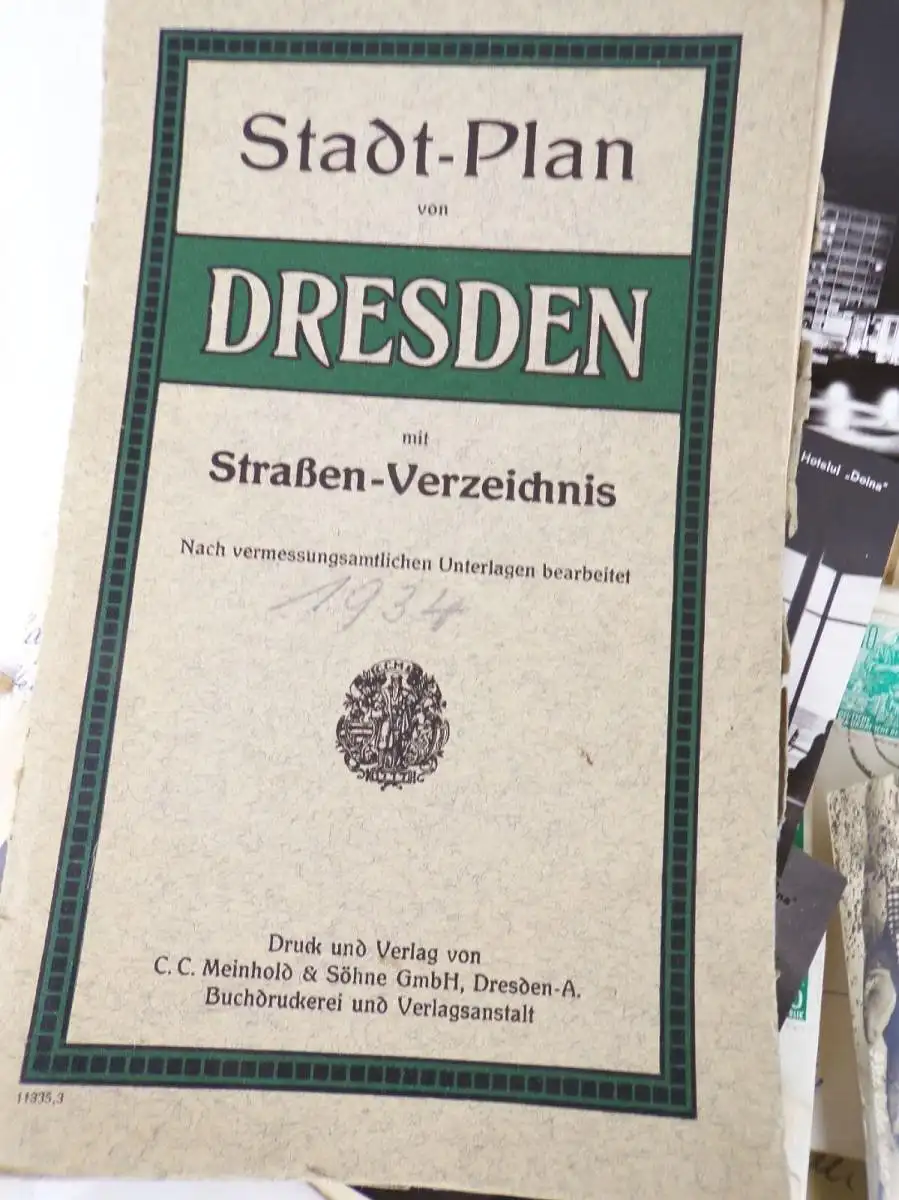 Stadt-Plan
von
DRESDEN
mit
Straßen-Verzeichnis
Nach vermessungsamtlichen Unterlagen bearbeitet
1934
Druck und Verlag von
C. C. Meinhold & Söhne GmbH, Dresden-A.
Buchdruckerei und Verlagsanstalt
11335,3
Hotelul „Doina"